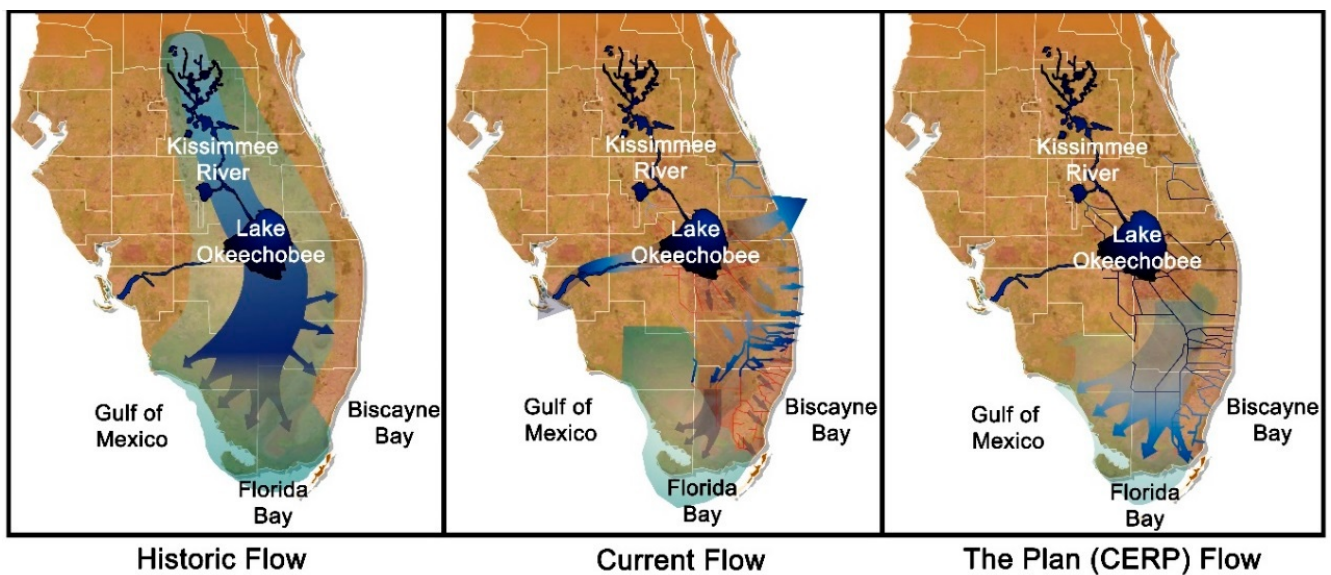 Kissimmee
River
Lake
Okeechobee
Gulf of
Mexico
Biscayne
Bay
Florida
Bay
Historic Flow
Kissimmee
River
Lake
Okeechobee
Gulf of
Mexico
Biscayne
Bay
Florida
Bay
Current Flow
Kissimmee
River
Lake
Okeechobee
Gulf of
Mexico
Biscayne
Bay
Florida
Bay
The Plan (CERP) Flow